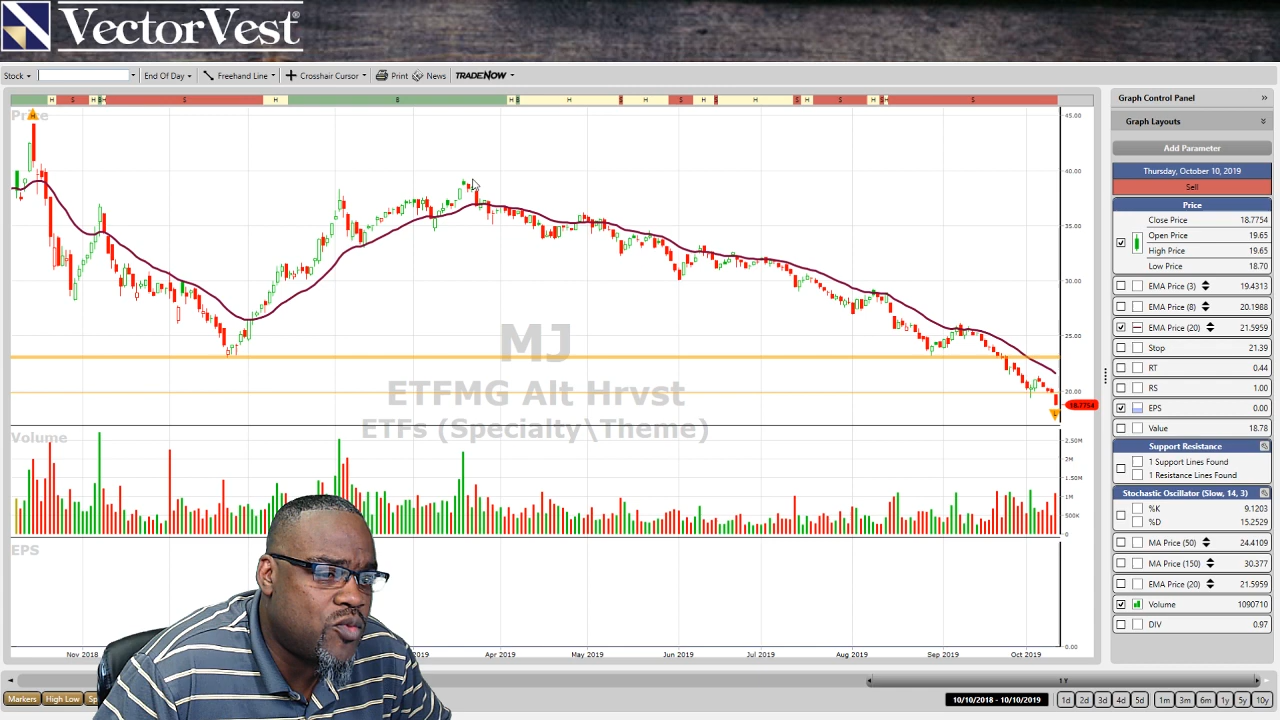 VectorVest®
Stock End Of Day Freehand Line Crosshair Cursor Print News TRADENOW
H S H B H S H B H B H S H S H S H S H S H S
Price
H
45.00
40.00
35.00
30.00
25.00
20.00
18.7754
MJ
ETFMG Alt Hrvst
ETFs (Specialty\Theme)
Volume
2.50M
2M
1.50M
1M
500K
0
EPS
0.00
Nov 2018 2019 Apr 2019 May 2019 Jun 2019 Jul 2019 Aug 2019 Sep 2019 Oct 2019
1 Y
Markers High Low Sp
10/10/2018 - 10/10/2019 1d 2d 3d 4d 5d 1m 3m 6m 1y 5y 10y
Graph Control Panel
Graph Layouts
Add Parameter
Thursday, October 10, 2019
Sell
Price
Close Price 18.7754
Open Price 19.65
High Price 19.65
Low Price 18.70
EMA Price (3) 19.4313
EMA Price (8) 20.1988
EMA Price (20) 21.5959
Stop 21.39
RT 0.44
RS 1.00
EPS 0.00
Value 18.78
Support Resistance
1 Support Lines Found
1 Resistance Lines Found
Stochastic Oscillator (Slow, 14, 3)
%K 9.1203
%D 15.2529
MA Price (50) 24.4109
MA Price (150) 30.377
EMA Price (20) 21.5959
Volume 1090710
DIV 0.97